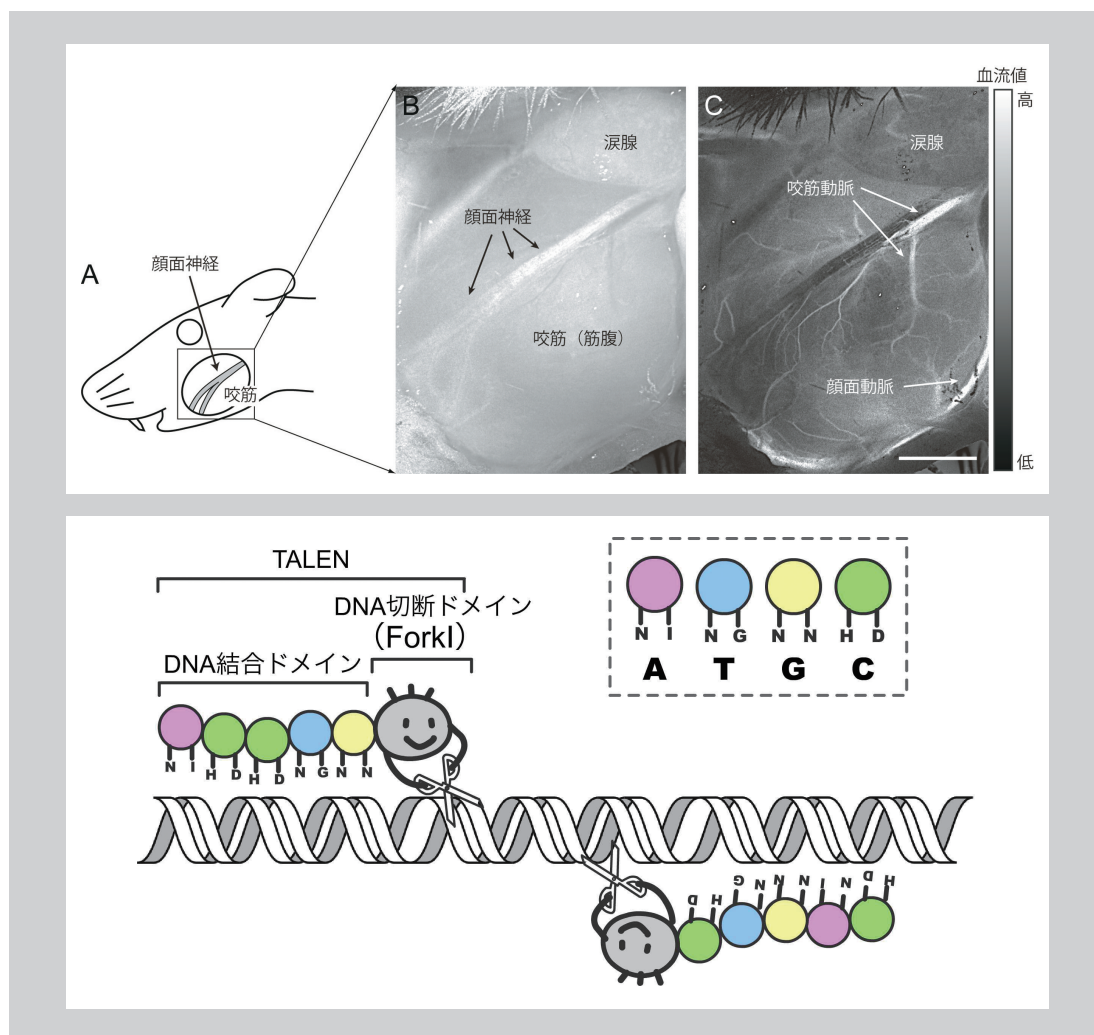 血流値
高
低
A
顔面神経
咬筋
B
涙腺
顔面神経
咬筋（筋腹）
C
涙腺
咬筋動脈
顔面動脈
TALEN
DNA切断ドメイン
（ForkI）
DNA結合ドメイン
N I H D H D N G N N
N I N G N N H D
A T G C
D H G N N N I N D H